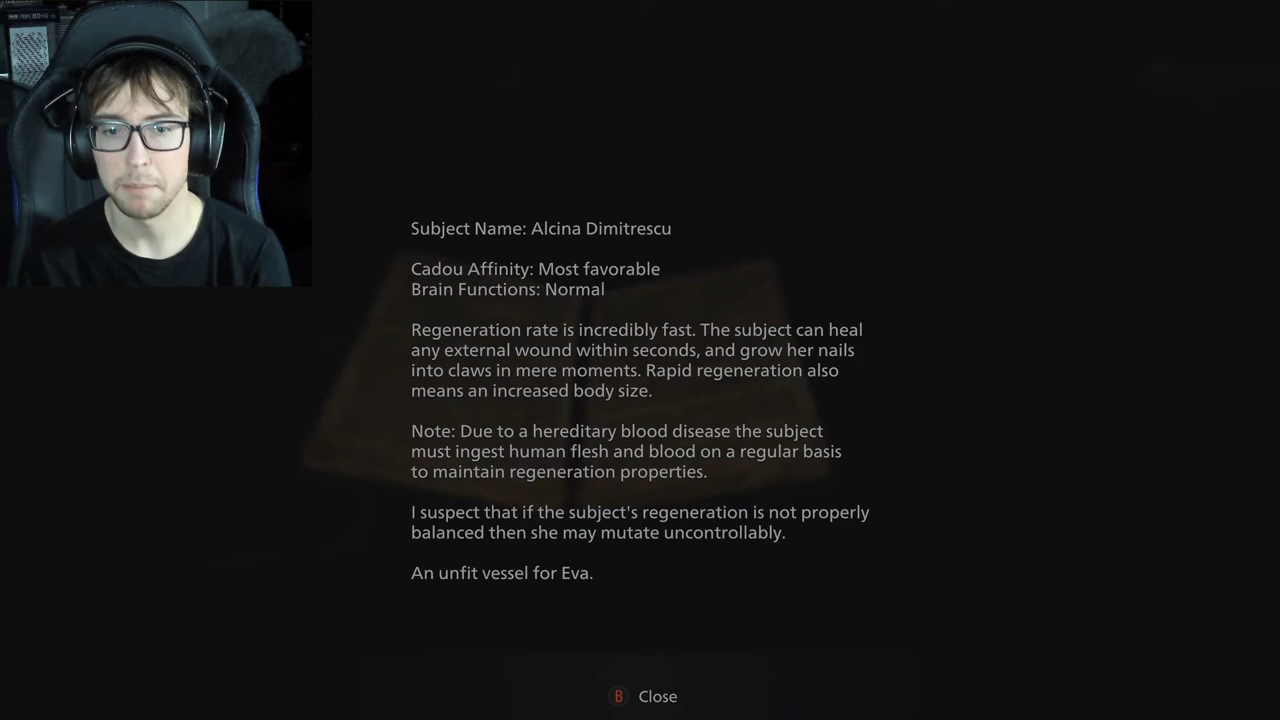 Subject Name: Alcina Dimitrescu
Cadou Affinity: Most favorable
Brain Functions: Normal
Regeneration rate is incredibly fast. The subject can heal
any external wound within seconds, and grow her nails
into claws in mere moments. Rapid regeneration also
means an increased body size.
Note: Due to a hereditary blood disease the subject
must ingest human flesh and blood on a regular basis
to maintain regeneration properties.
I suspect that if the subject's regeneration is not properly
balanced then she may mutate uncontrollably.
An unfit vessel for Eva.
B Close